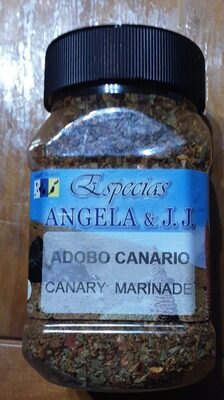 Especias
ANGELA & J.J.
ADOBO CANARIO
CANARY MARINADE